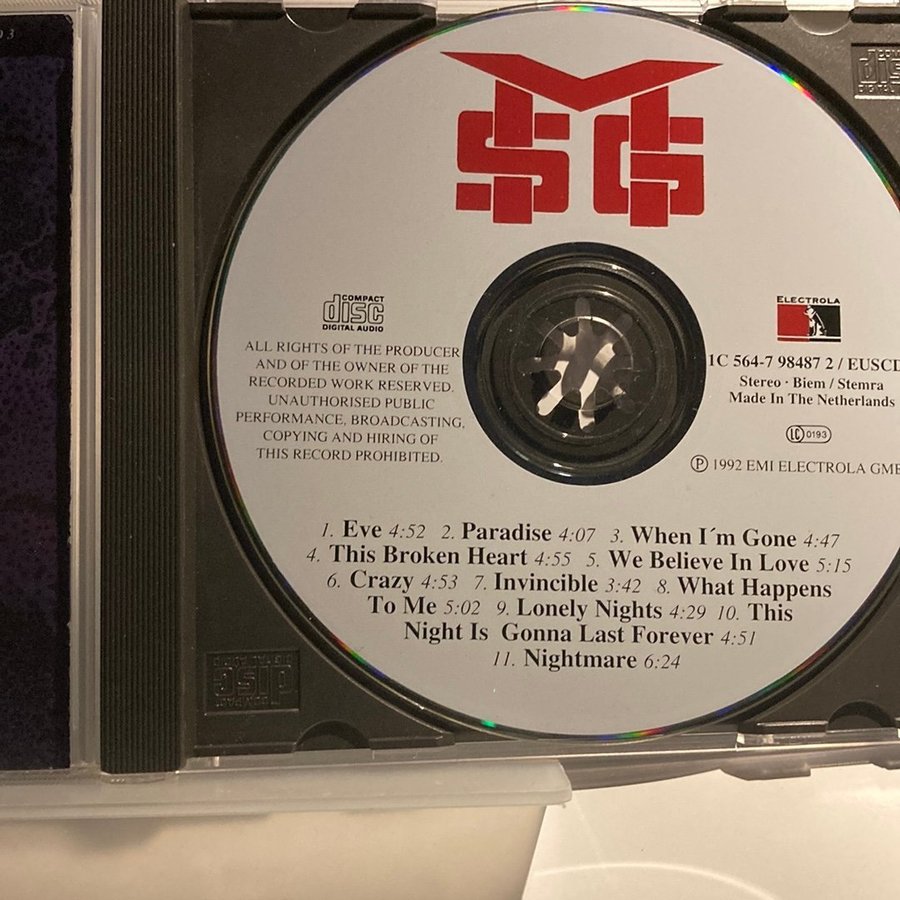 MSG
COMPACT
disc
DIGITAL AUDIO
ALL RIGHTS OF THE PRODUCER
AND OF THE OWNER OF THE
RECORDED WORK RESERVED.
UNAUTHORISED PUBLIC
PERFORMANCE, BROADCASTING,
COPYING AND HIRING OF
THIS RECORD PROHIBITED.
ELECTROLA
1C 564-7 98487 2 / EUSCD
Stereo · Biem / Stemra
Made In The Netherlands
LC 0193
Ⓟ 1992 EMI ELECTROLA GMB
1. Eve 4:52 2. Paradise 4:07 3. When I´m Gone 4:47
4. This Broken Heart 4:55 5. We Believe In Love 5:15
6. Crazy 4:53 7. Invincible 3:42 8. What Happens
To Me 5:02 9. Lonely Nights 4:29 10. This
Night Is Gonna Last Forever 4:51
11. Nightmare 6:24